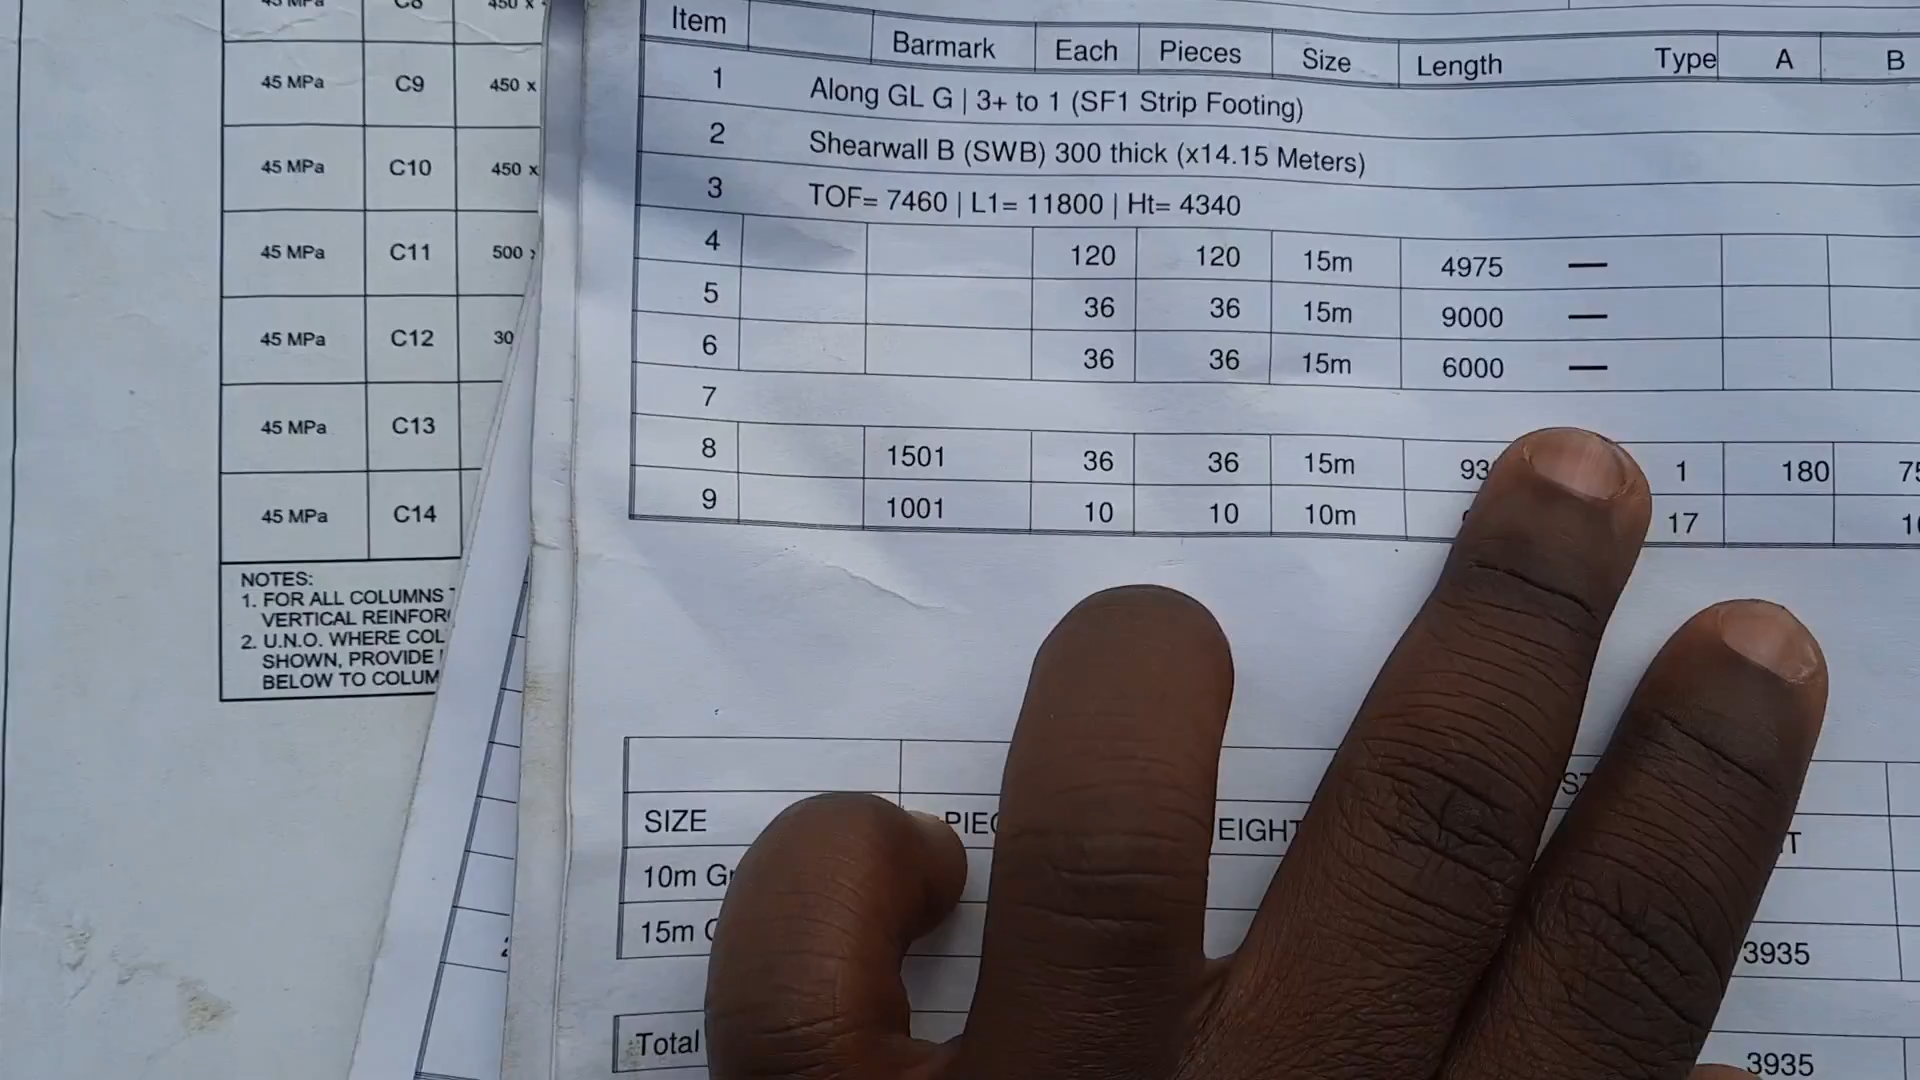 45 MPa C9 450 x
45 MPa C10 450 x
45 MPa C11 500
45 MPa C12 30
45 MPa C13
45 MPa C14
NOTES:
1. FOR ALL COLUMNS
VERTICAL REINFOR
2. U.N.O. WHERE COL
SHOWN, PROVIDE
BELOW TO COLUM
Item Barmark Each Pieces Size Length Type A B
1 Along GL G | 3+ to 1 (SF1 Strip Footing)
2 Shearwall B (SWB) 300 thick (x14.15 Meters)
3 TOF= 7460 | L1= 11800 | Ht= 4340
4 120 120 15m 4975 —
5 36 36 15m 9000 —
6 36 36 15m 6000 —
7
8 1501 36 36 15m 93 1 180 75
9 1001 10 10 10m 17 10
SIZE PIEC EIGHT
10m Gr
15m 3935
Total 3935